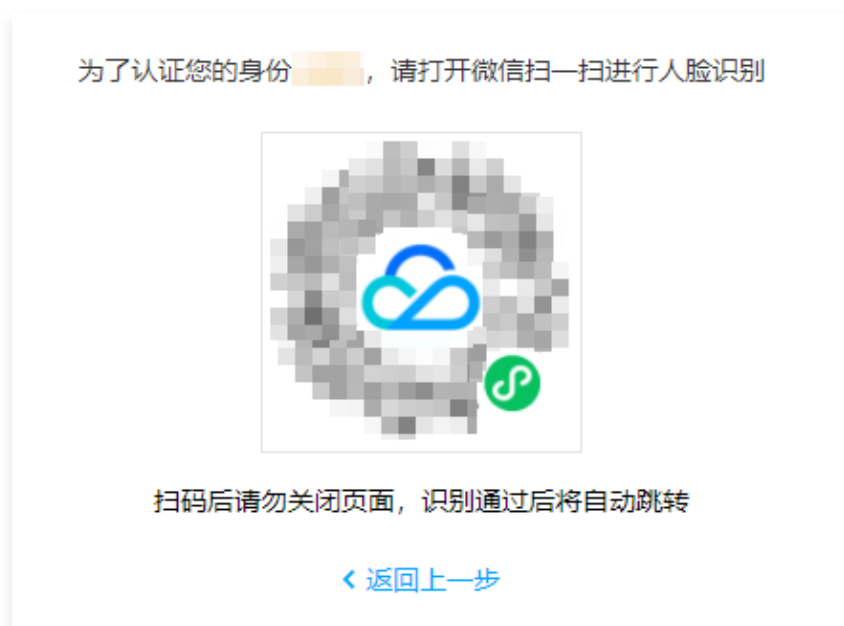 为了认证您的身份，请打开微信扫一扫进行人脸识别
扫码后请勿关闭页面，识别通过后将自动跳转
返回上一步